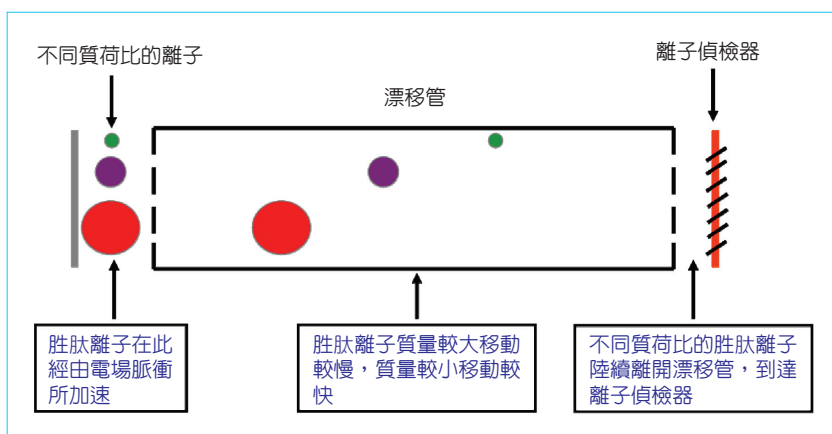 不同質荷比的離子
離子偵檢器
漂移管
胜肽離子在此
經由電場脈衝
所加速
胜肽離子質量較大移動
較慢，質量較小移動較
快
不同質荷比的胜肽離子
陸續離開漂移管，到達
離子偵檢器